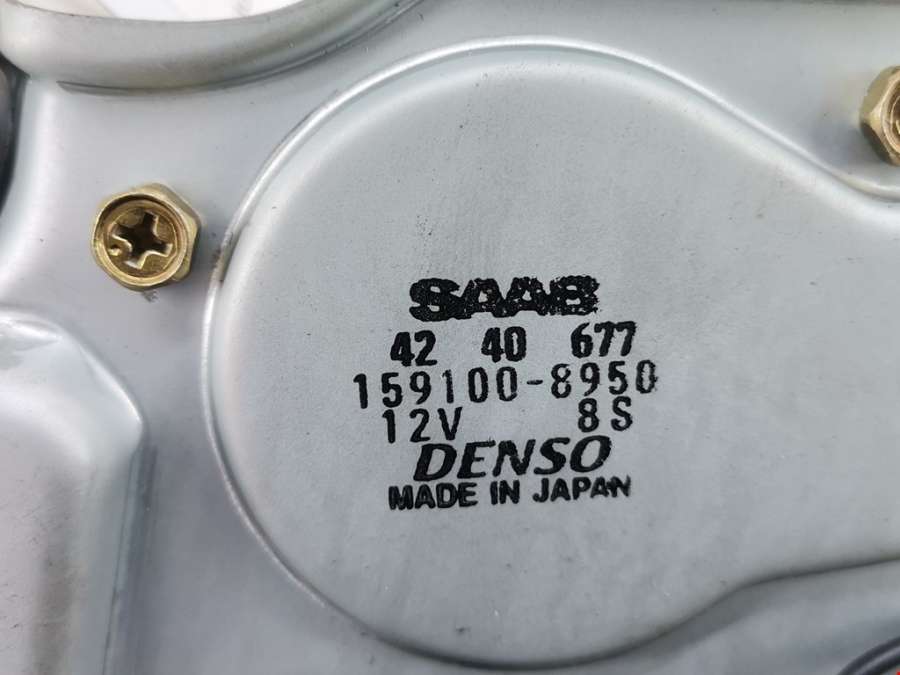 SAAB
42 40 677
159100-8950
12V 8S
DENSO
MADE IN JAPAN